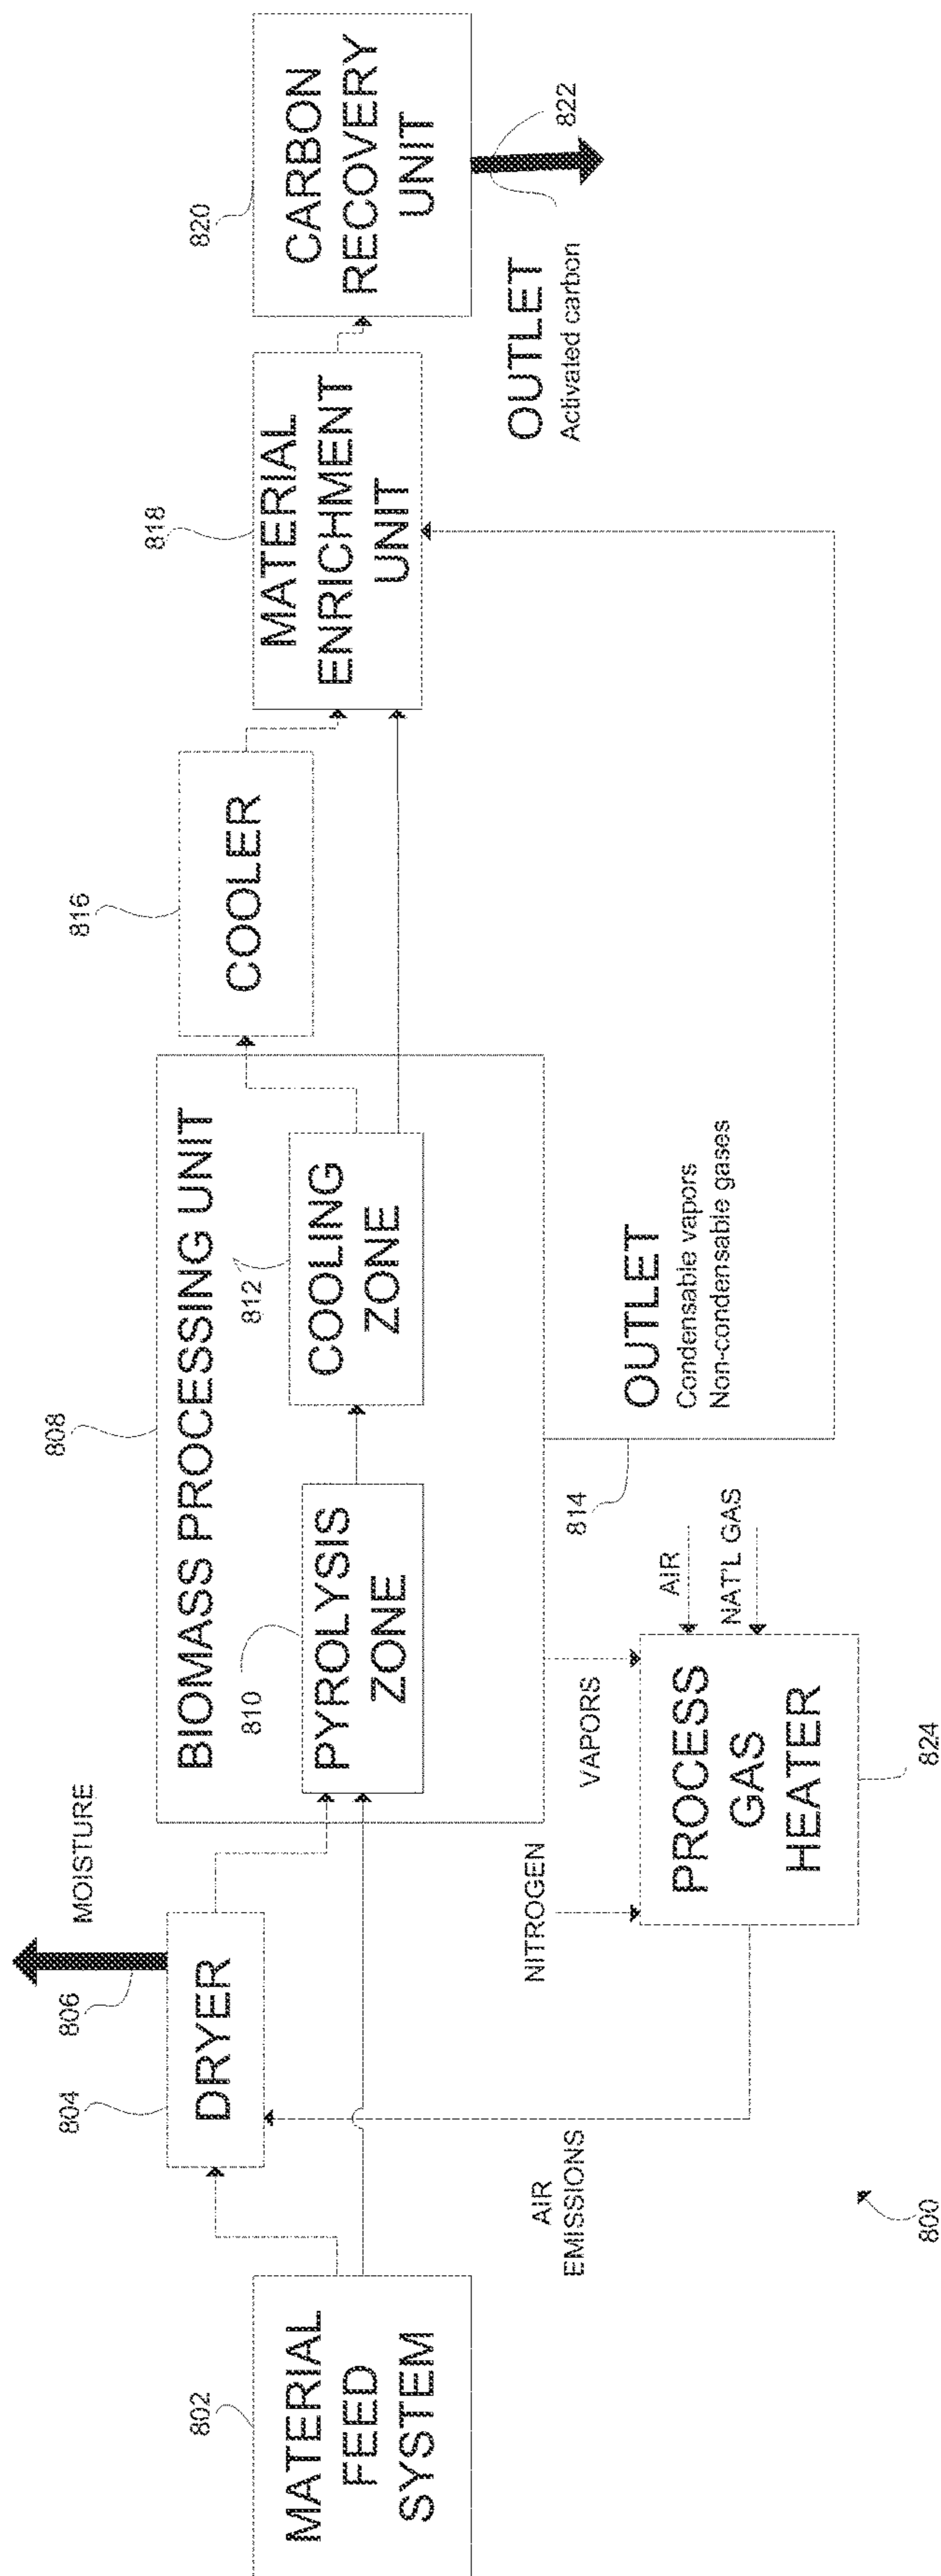 802
MATERIAL
FEED
SYSTEM
804
DRYER
806
MOISTURE
808
BIOMASS PROCESSING UNIT
810
PYROLYSIS
ZONE
812
COOLING
ZONE
816
COOLER
818
MATERIAL
ENRICHMENT
UNIT
820
CARBON
RECOVERY
UNIT
822
OUTLET
Activated carbon
814
OUTLET
Condensable vapors
Non-condensable gases
AIR
EMISSIONS
NITROGEN
VAPORS
AIR
NAT'L GAS
PROCESS
GAS
HEATER
824
800